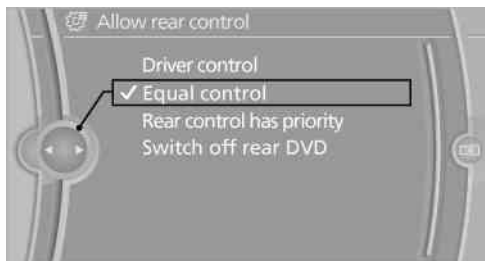 Allow rear control
Driver control
✓ Equal control
Rear control has priority
Switch off rear DVD